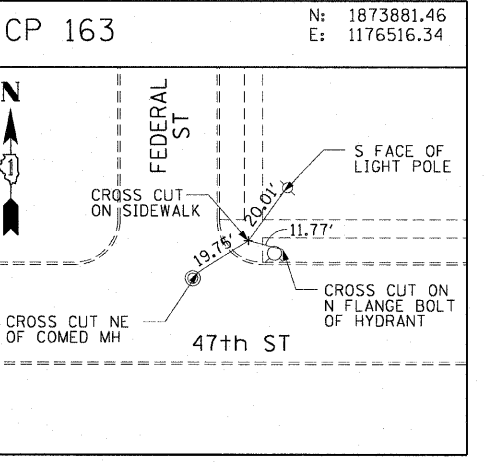 CP 163
N: 1873881.46
E: 1176516.34
N
1
FEDERAL
ST
S FACE OF
LIGHT POLE
CROSS CUT
ON SIDEWALK
20.01'
11.77'
19.75'
CROSS CUT ON
N FLANGE BOLT
OF HYDRANT
CROSS CUT NE
OF COMED MH
47th ST